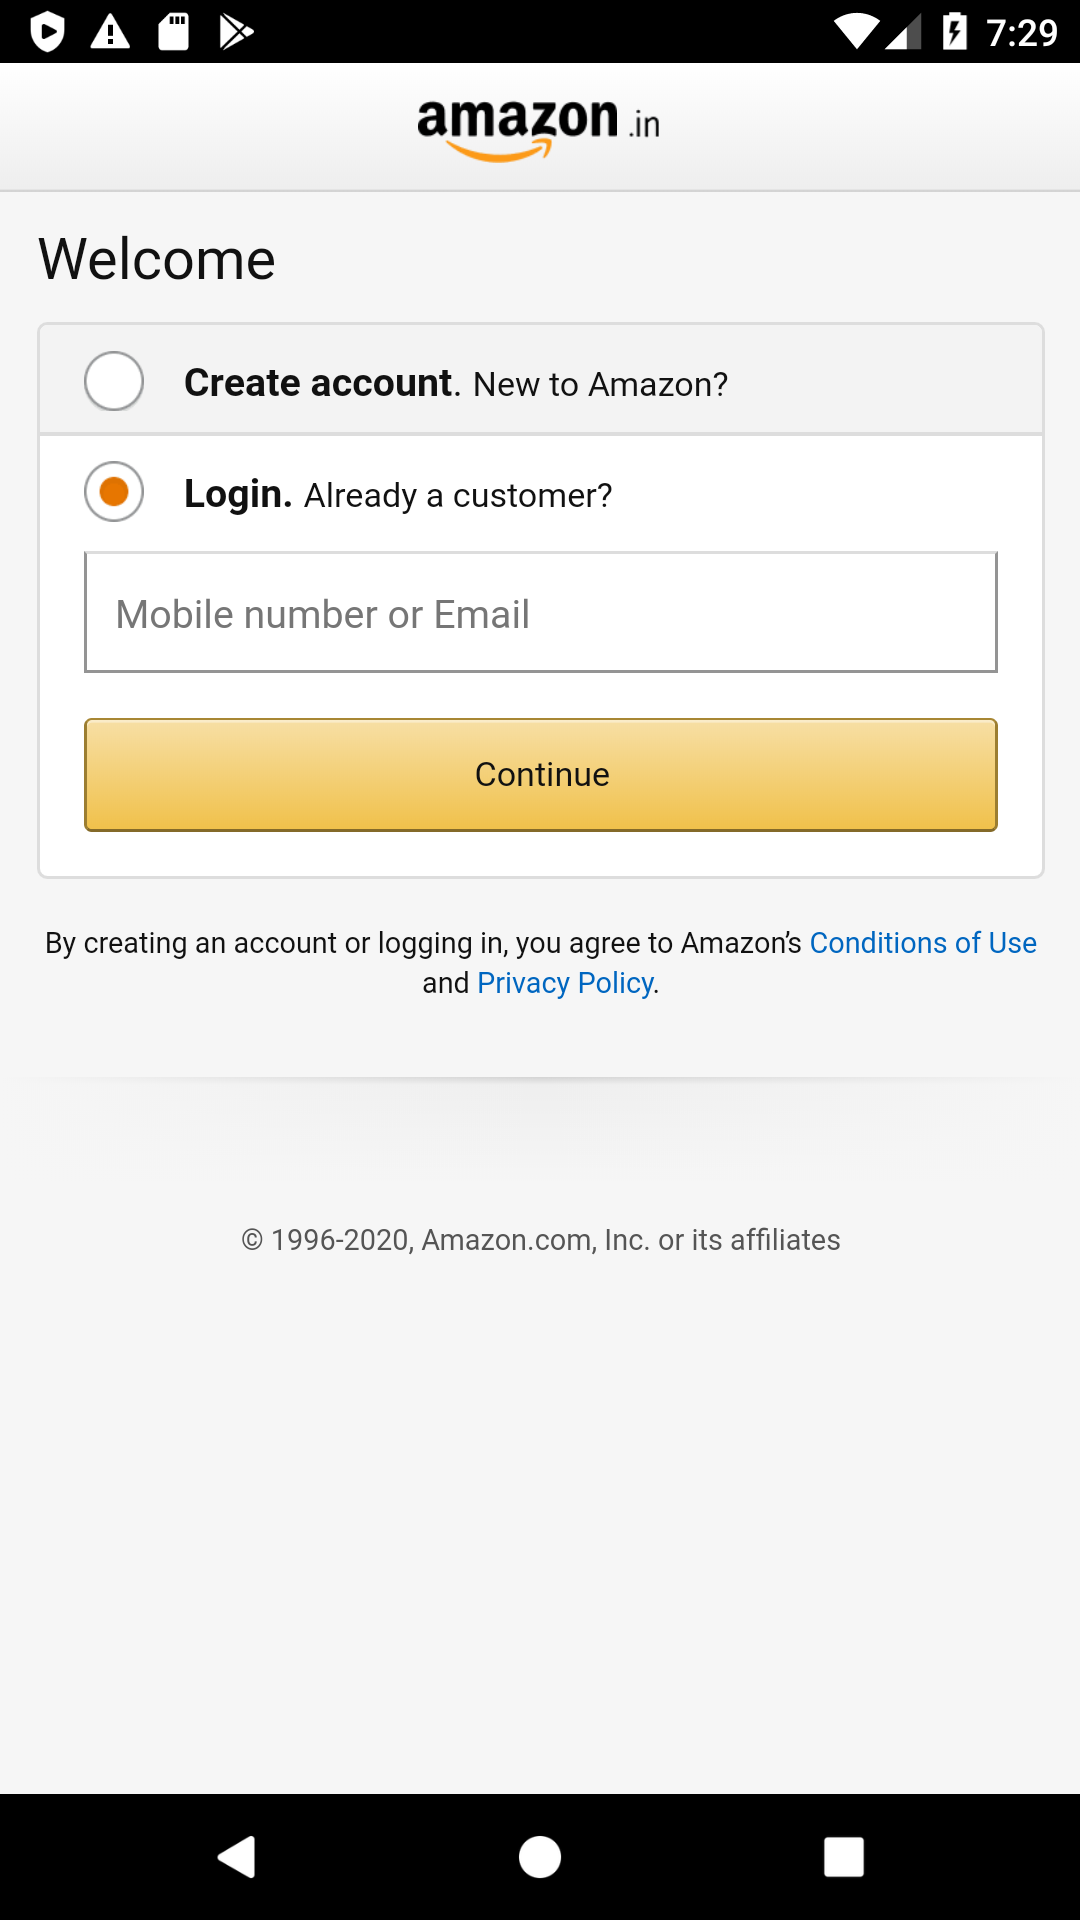 7:29
amazon.in
Welcome
Create account. New to Amazon?
Login. Already a customer?
Mobile number or Email
Continue
By creating an account or logging in, you agree to Amazon’s Conditions of Use
and Privacy Policy.
© 1996-2020, Amazon.com, Inc. or its affiliates